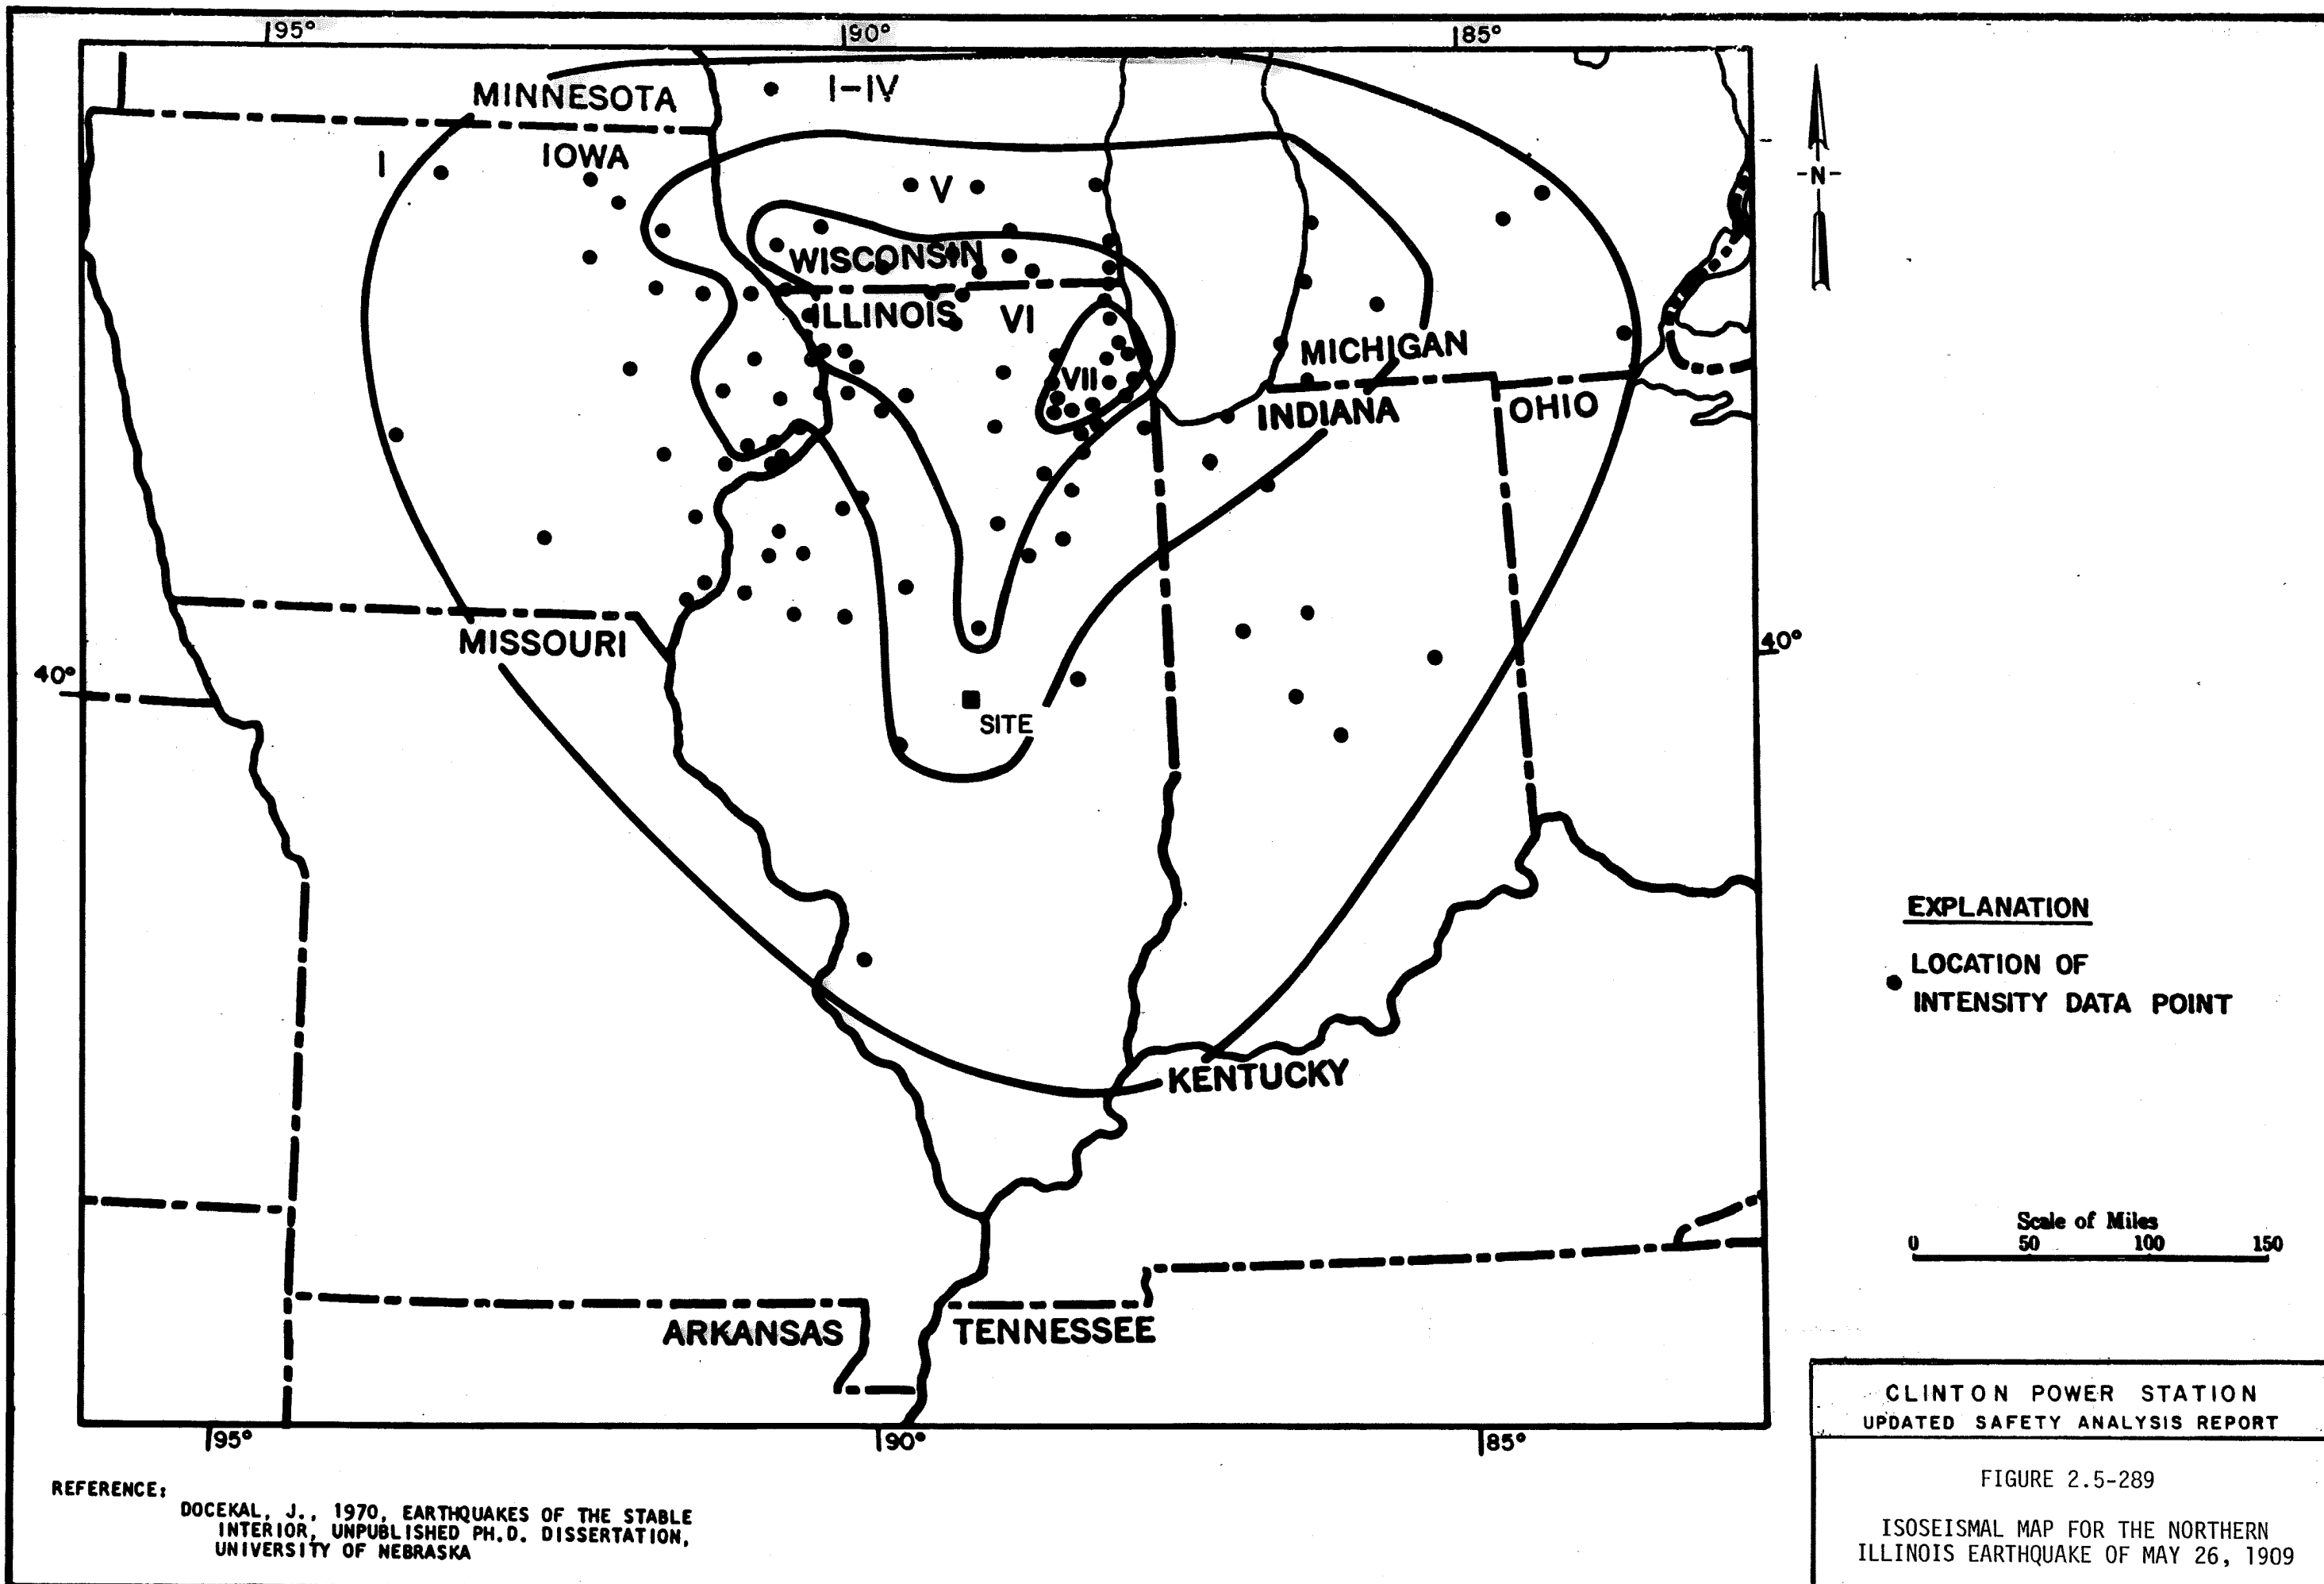 95° 90° 85°
I-IV
MINNESOTA
I
IOWA
-N-
V
WISCONSIN
ILLINOIS VI
MICHIGAN
VII
INDIANA
OHIO
MISSOURI
40° 40°
SITE
EXPLANATION
LOCATION OF
INTENSITY DATA POINT
KENTUCKY
Scale of Miles
0 50 100 150
ARKANSAS TENNESSEE
95° 90° 85°
CLINTON POWER STATION
UPDATED SAFETY ANALYSIS REPORT
FIGURE 2.5-289
ISOSEISMAL MAP FOR THE NORTHERN
ILLINOIS EARTHQUAKE OF MAY 26, 1909
REFERENCE:
DOCEKAL, J., 1970, EARTHQUAKES OF THE STABLE
INTERIOR, UNPUBLISHED PH.D. DISSERTATION,
UNIVERSITY OF NEBRASKA